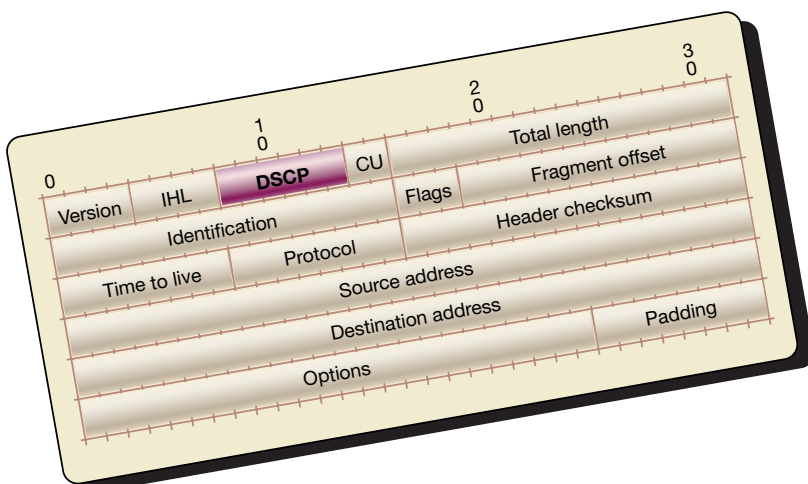 0 1 2 3
0 0 0
Version IHL DSCP CU Total length
Identification Flags Fragment offset
Time to live Protocol Header checksum
Source address
Destination address
Options Padding